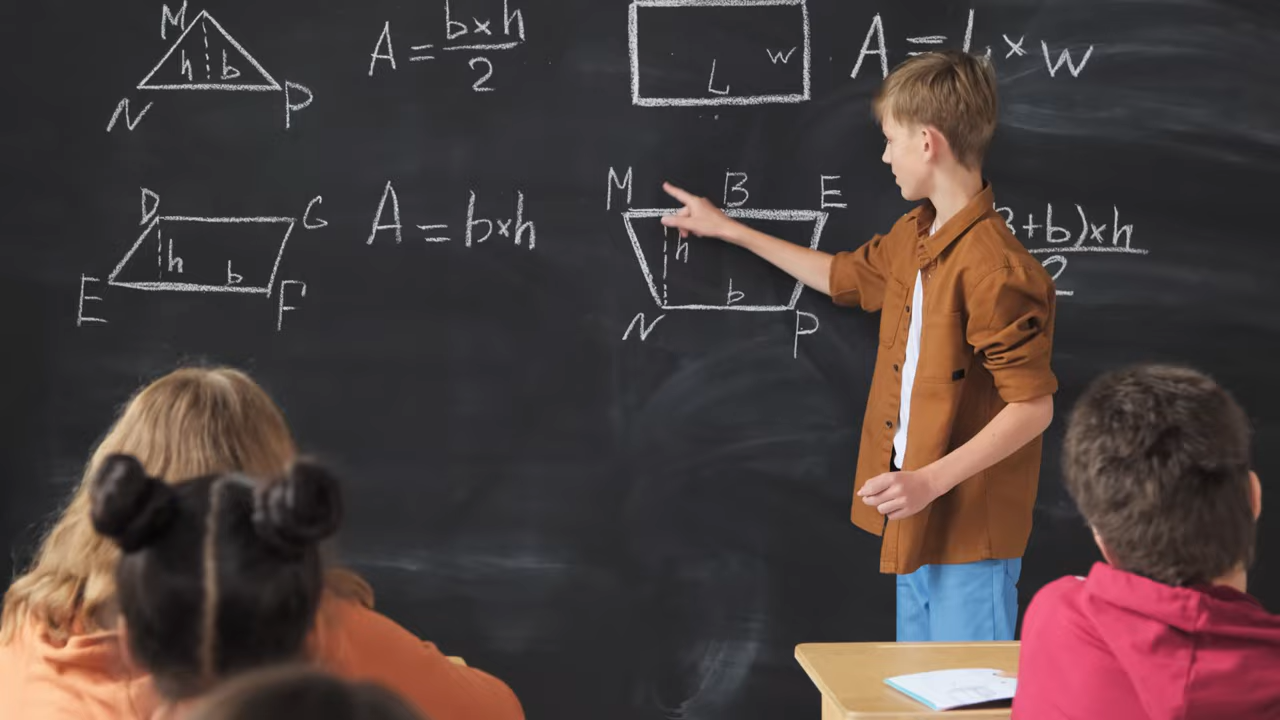 M
h b
N P
A = b×h
2
W
L
A = L × W
D G
h
b
E F
A = b×h
M B E
h
b
N P
+b)×h
2